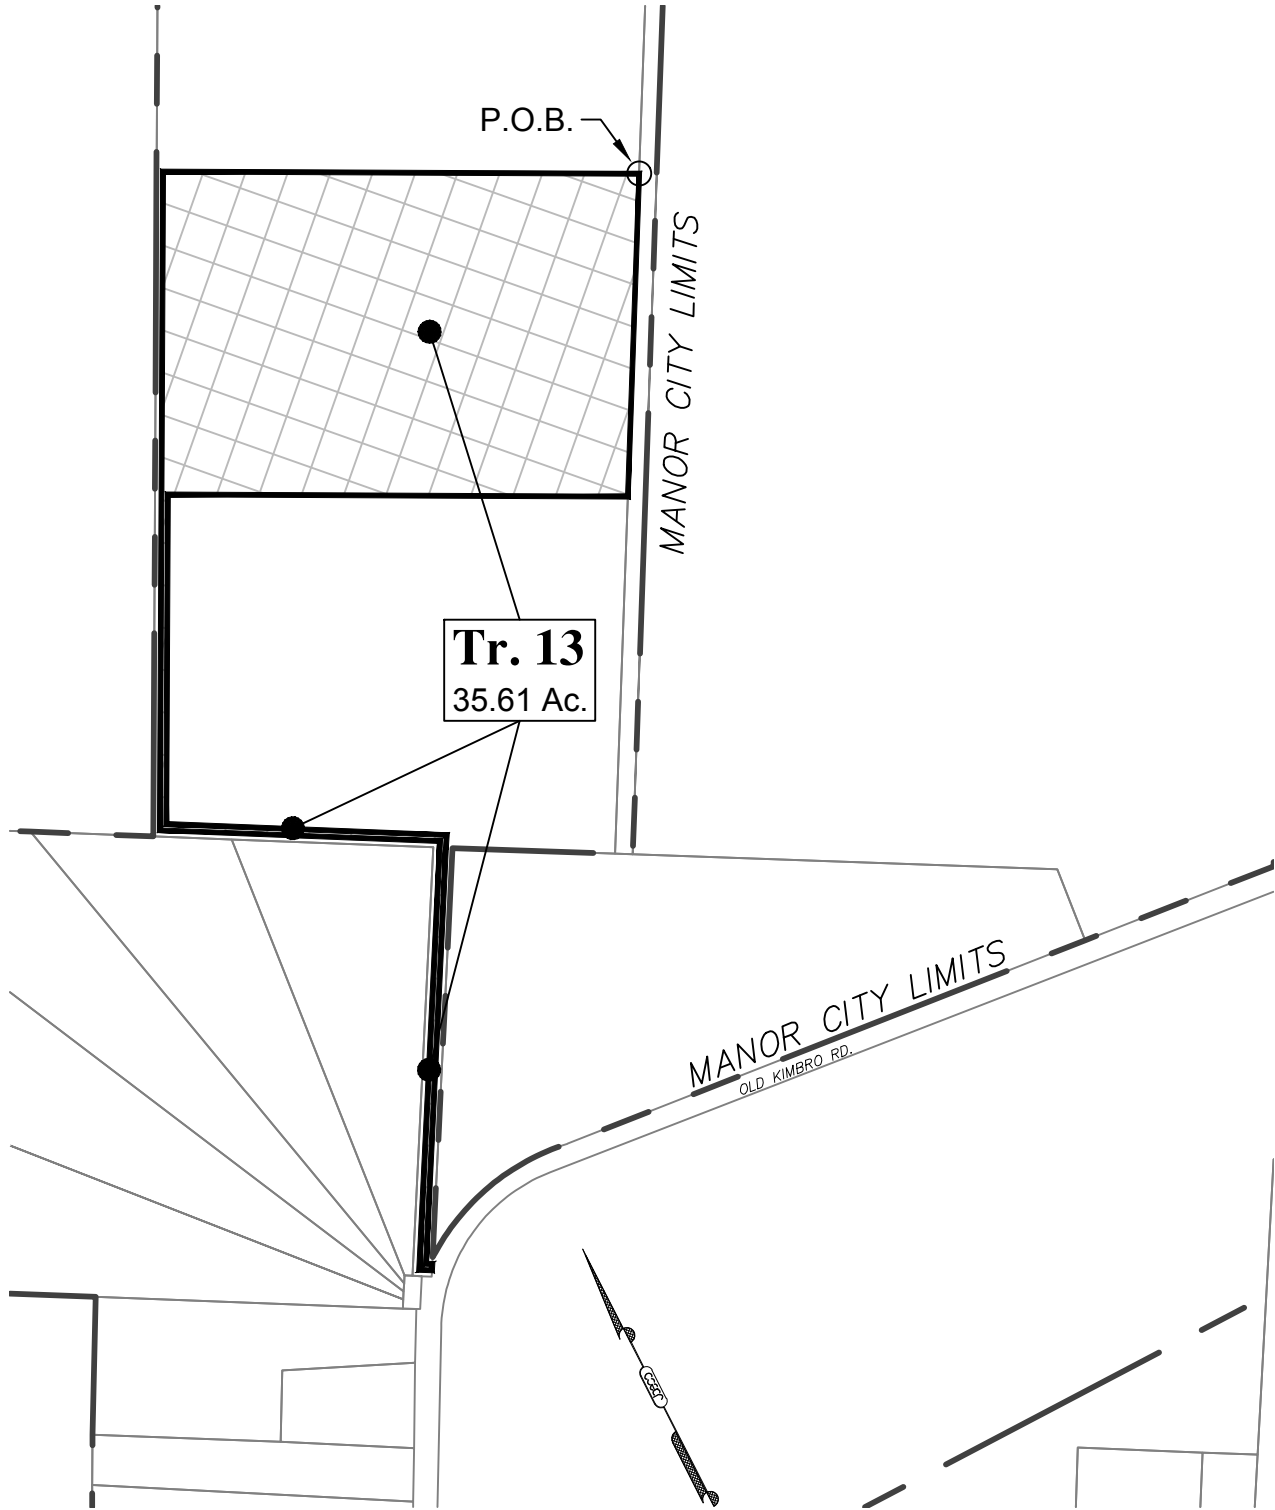 P.O.B.
MANOR CITY LIMITS
Tr. 13
35.61 Ac.
MANOR CITY LIMITS
OLD KIMBRO RD.